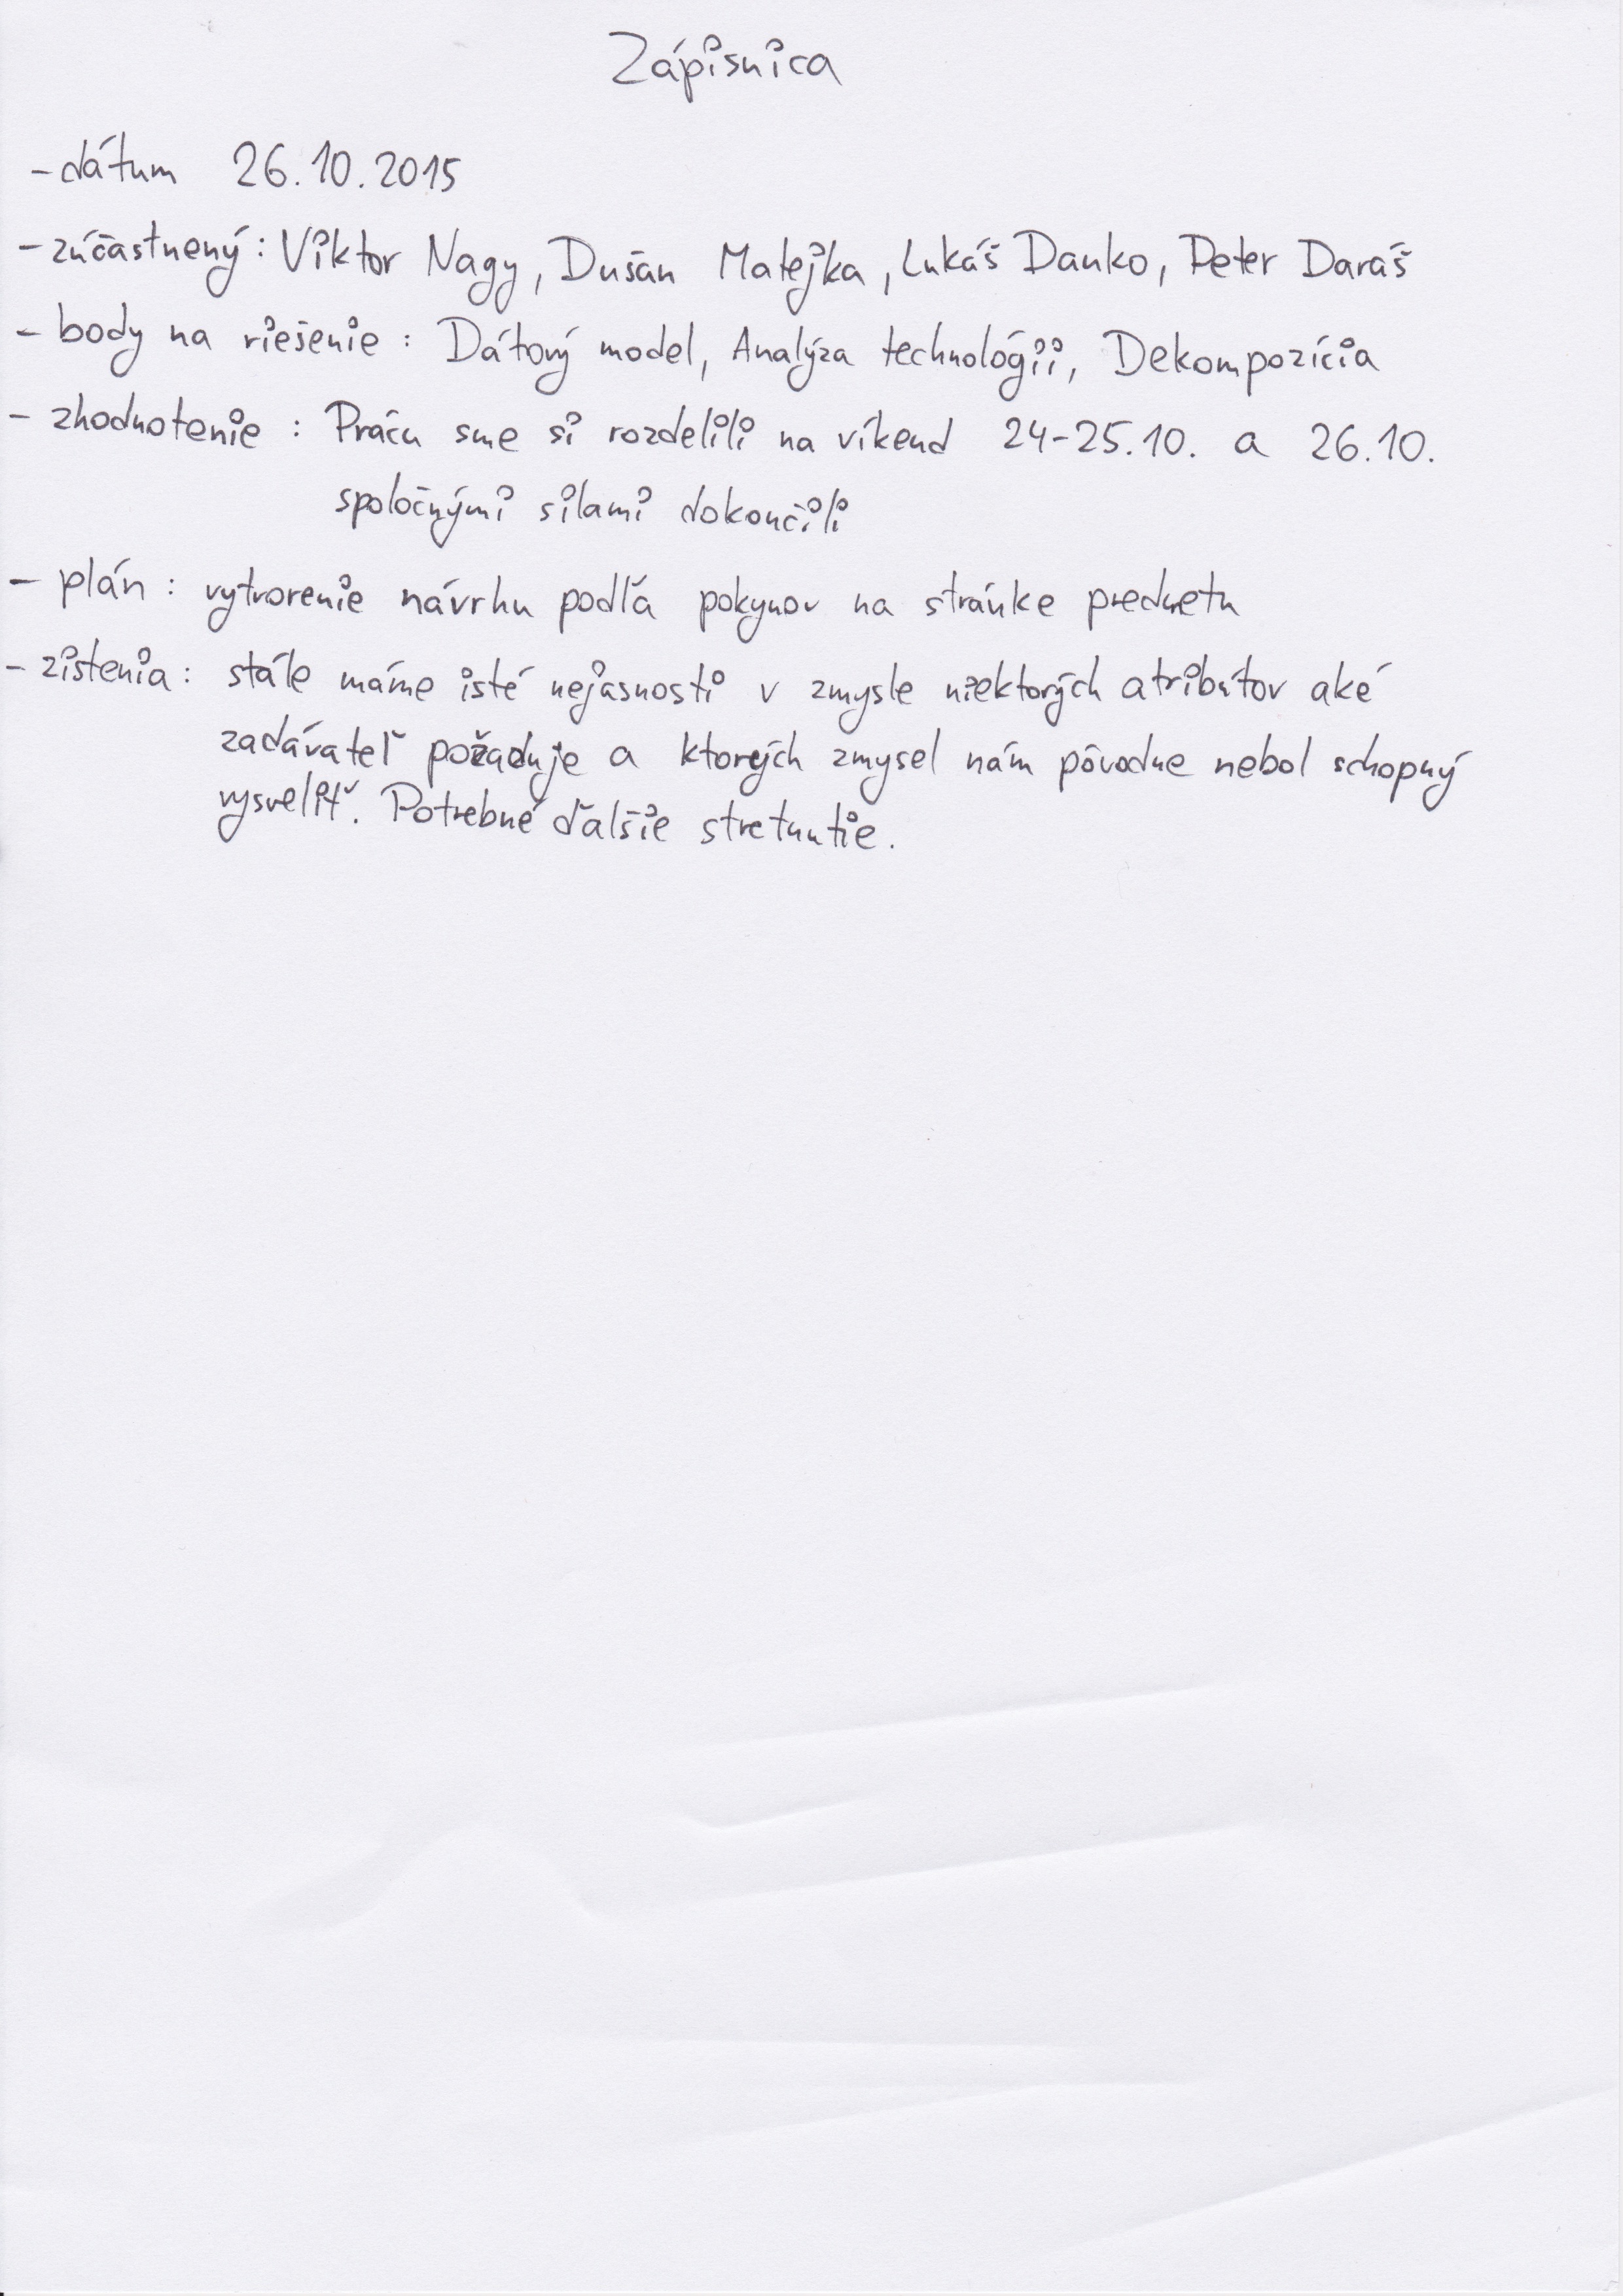 Zápisnica
- dátum 26.10.2015
- zúčastnený: Viktor Nagy, Dušan Matejka, Lukáš Danko, Peter Daráš
- body na riešenie : Dátový model, Analýza technológii, Dekompozícia
- zhodnotenie : Prácu sme si rozdelili na víkend 24-25.10. a 26.10.
spoločnými silami dokončili
- plán : vytvorenie návrhu podľa pokynov na stránke predmetu
- zistenia : stále máme isté nejasnosti v zmysle niektorých atribútov aké
zadávateľ požaduje a ktorých zmysel nám pôvodne nebol schopný
vysveliť. Potrebné ďalšie stretnutie.